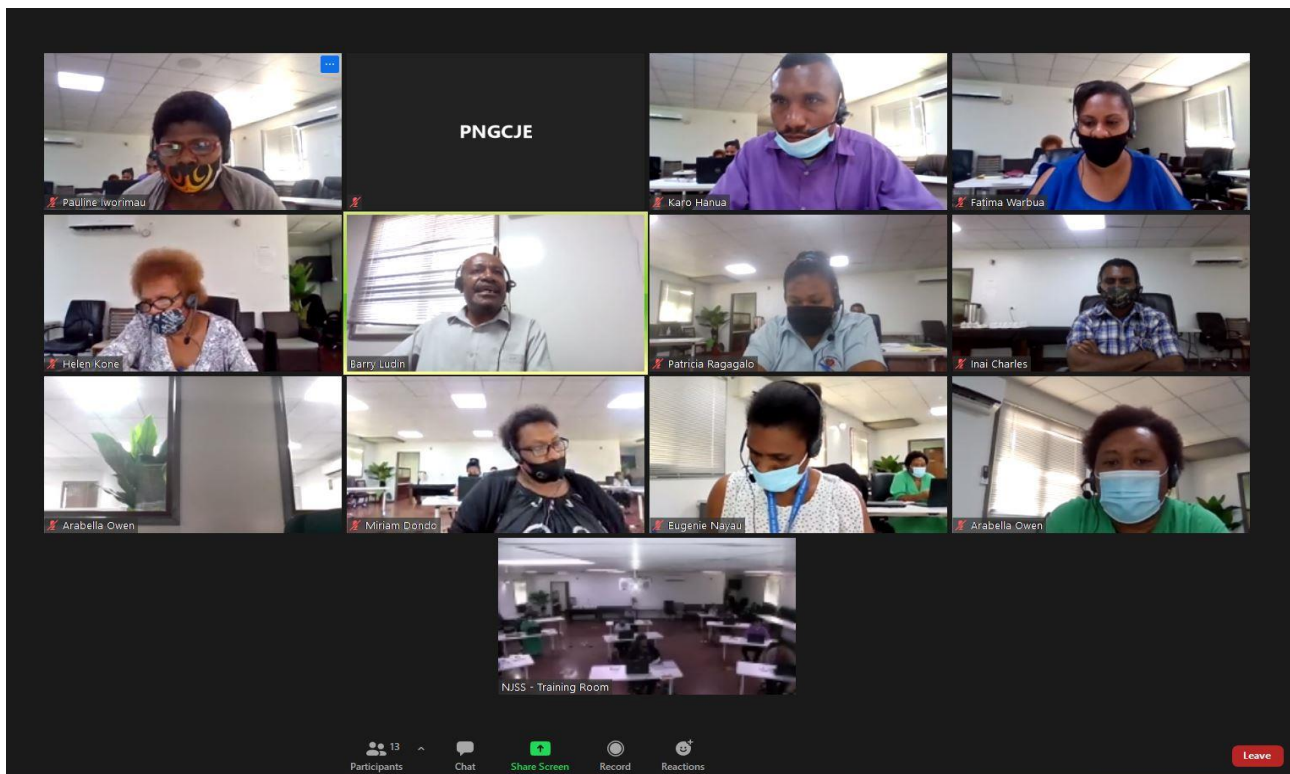 PNGCJE
Pauline Iworimau
Karo Hanua
Fatima Warbua
Helen Kone
Barry Ludin
Patricia Ragagalo
Inai Charles
Arabella Owen
Miriam Dondo
Eugenie Nayau
Arabella Owen
NJSS - Training Room
13
Participants
Chat
Share Screen
Record
Reactions
Leave